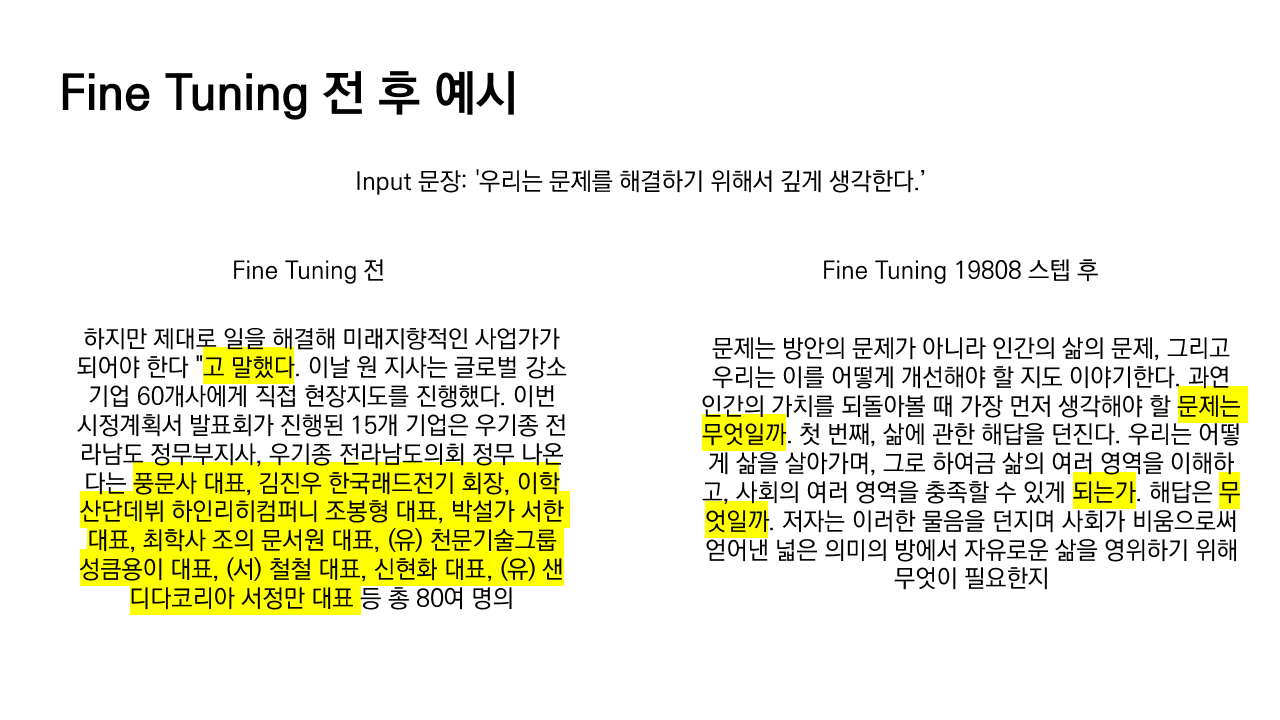 Fine Tuning 전 후 예시
Input 문장: '우리는 문제를 해결하기 위해서 깊게 생각한다.’
Fine Tuning 전
하지만 제대로 일을 해결해 미래지향적인 사업가가
되어야 한다 "고 말했다. 이날 원 지사는 글로벌 강소
기업 60개사에게 직접 현장지도를 진행했다. 이번
시정계획서 발표회가 진행된 15개 기업은 우기종 전
라남도 정무부지사, 우기종 전라남도의회 정무 나온
다는 풍문사 대표, 김진우 한국래드전기 회장, 이학
산단데뷔 하인리히컴퍼니 조봉형 대표, 박설가 서한
대표, 최학사 조의 문서원 대표, (유) 천문기술그룹
성큼용이 대표, (서) 철철 대표, 신현화 대표, (유) 샌
디다코리아 서정만 대표 등 총 80여 명의
Fine Tuning 19808 스텝 후
문제는 방안의 문제가 아니라 인간의 삶의 문제, 그리고
우리는 이를 어떻게 개선해야 할 지도 이야기한다. 과연
인간의 가치를 되돌아볼 때 가장 먼저 생각해야 할 문제는
무엇일까. 첫 번째, 삶에 관한 해답을 던진다. 우리는 어떻
게 삶을 살아가며, 그로 하여금 삶의 여러 영역을 이해하
고, 사회의 여러 영역을 충족할 수 있게 되는가. 해답은 무
엇일까. 저자는 이러한 물음을 던지며 사회가 비움으로써
얻어낸 넓은 의미의 방에서 자유로운 삶을 영위하기 위해
무엇이 필요한지